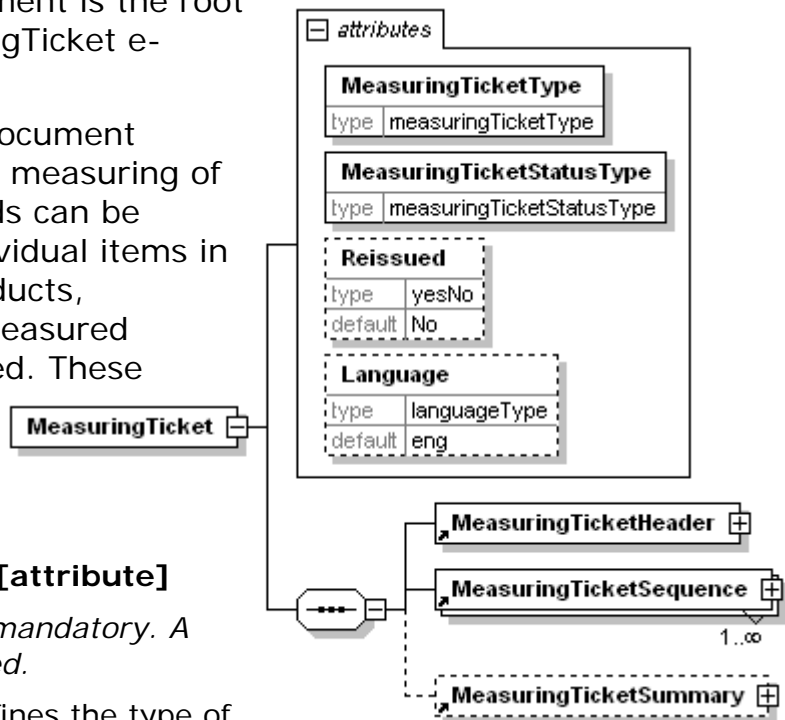 ment is the root
gTicket e-
ocument
measuring of
ls can be
vidual items in
ducts,
easured
ed. These
[attribute]
mandatory. A
ed.
fines the type of
attributes
MeasuringTicketType
type measuringTicketType
MeasuringTicketStatusType
type measuringTicketStatusType
Reissued
type yesNo
default No
Language
type languageType
default eng
MeasuringTicket
MeasuringTicketHeader
MeasuringTicketSequence
1..∞
MeasuringTicketSummary